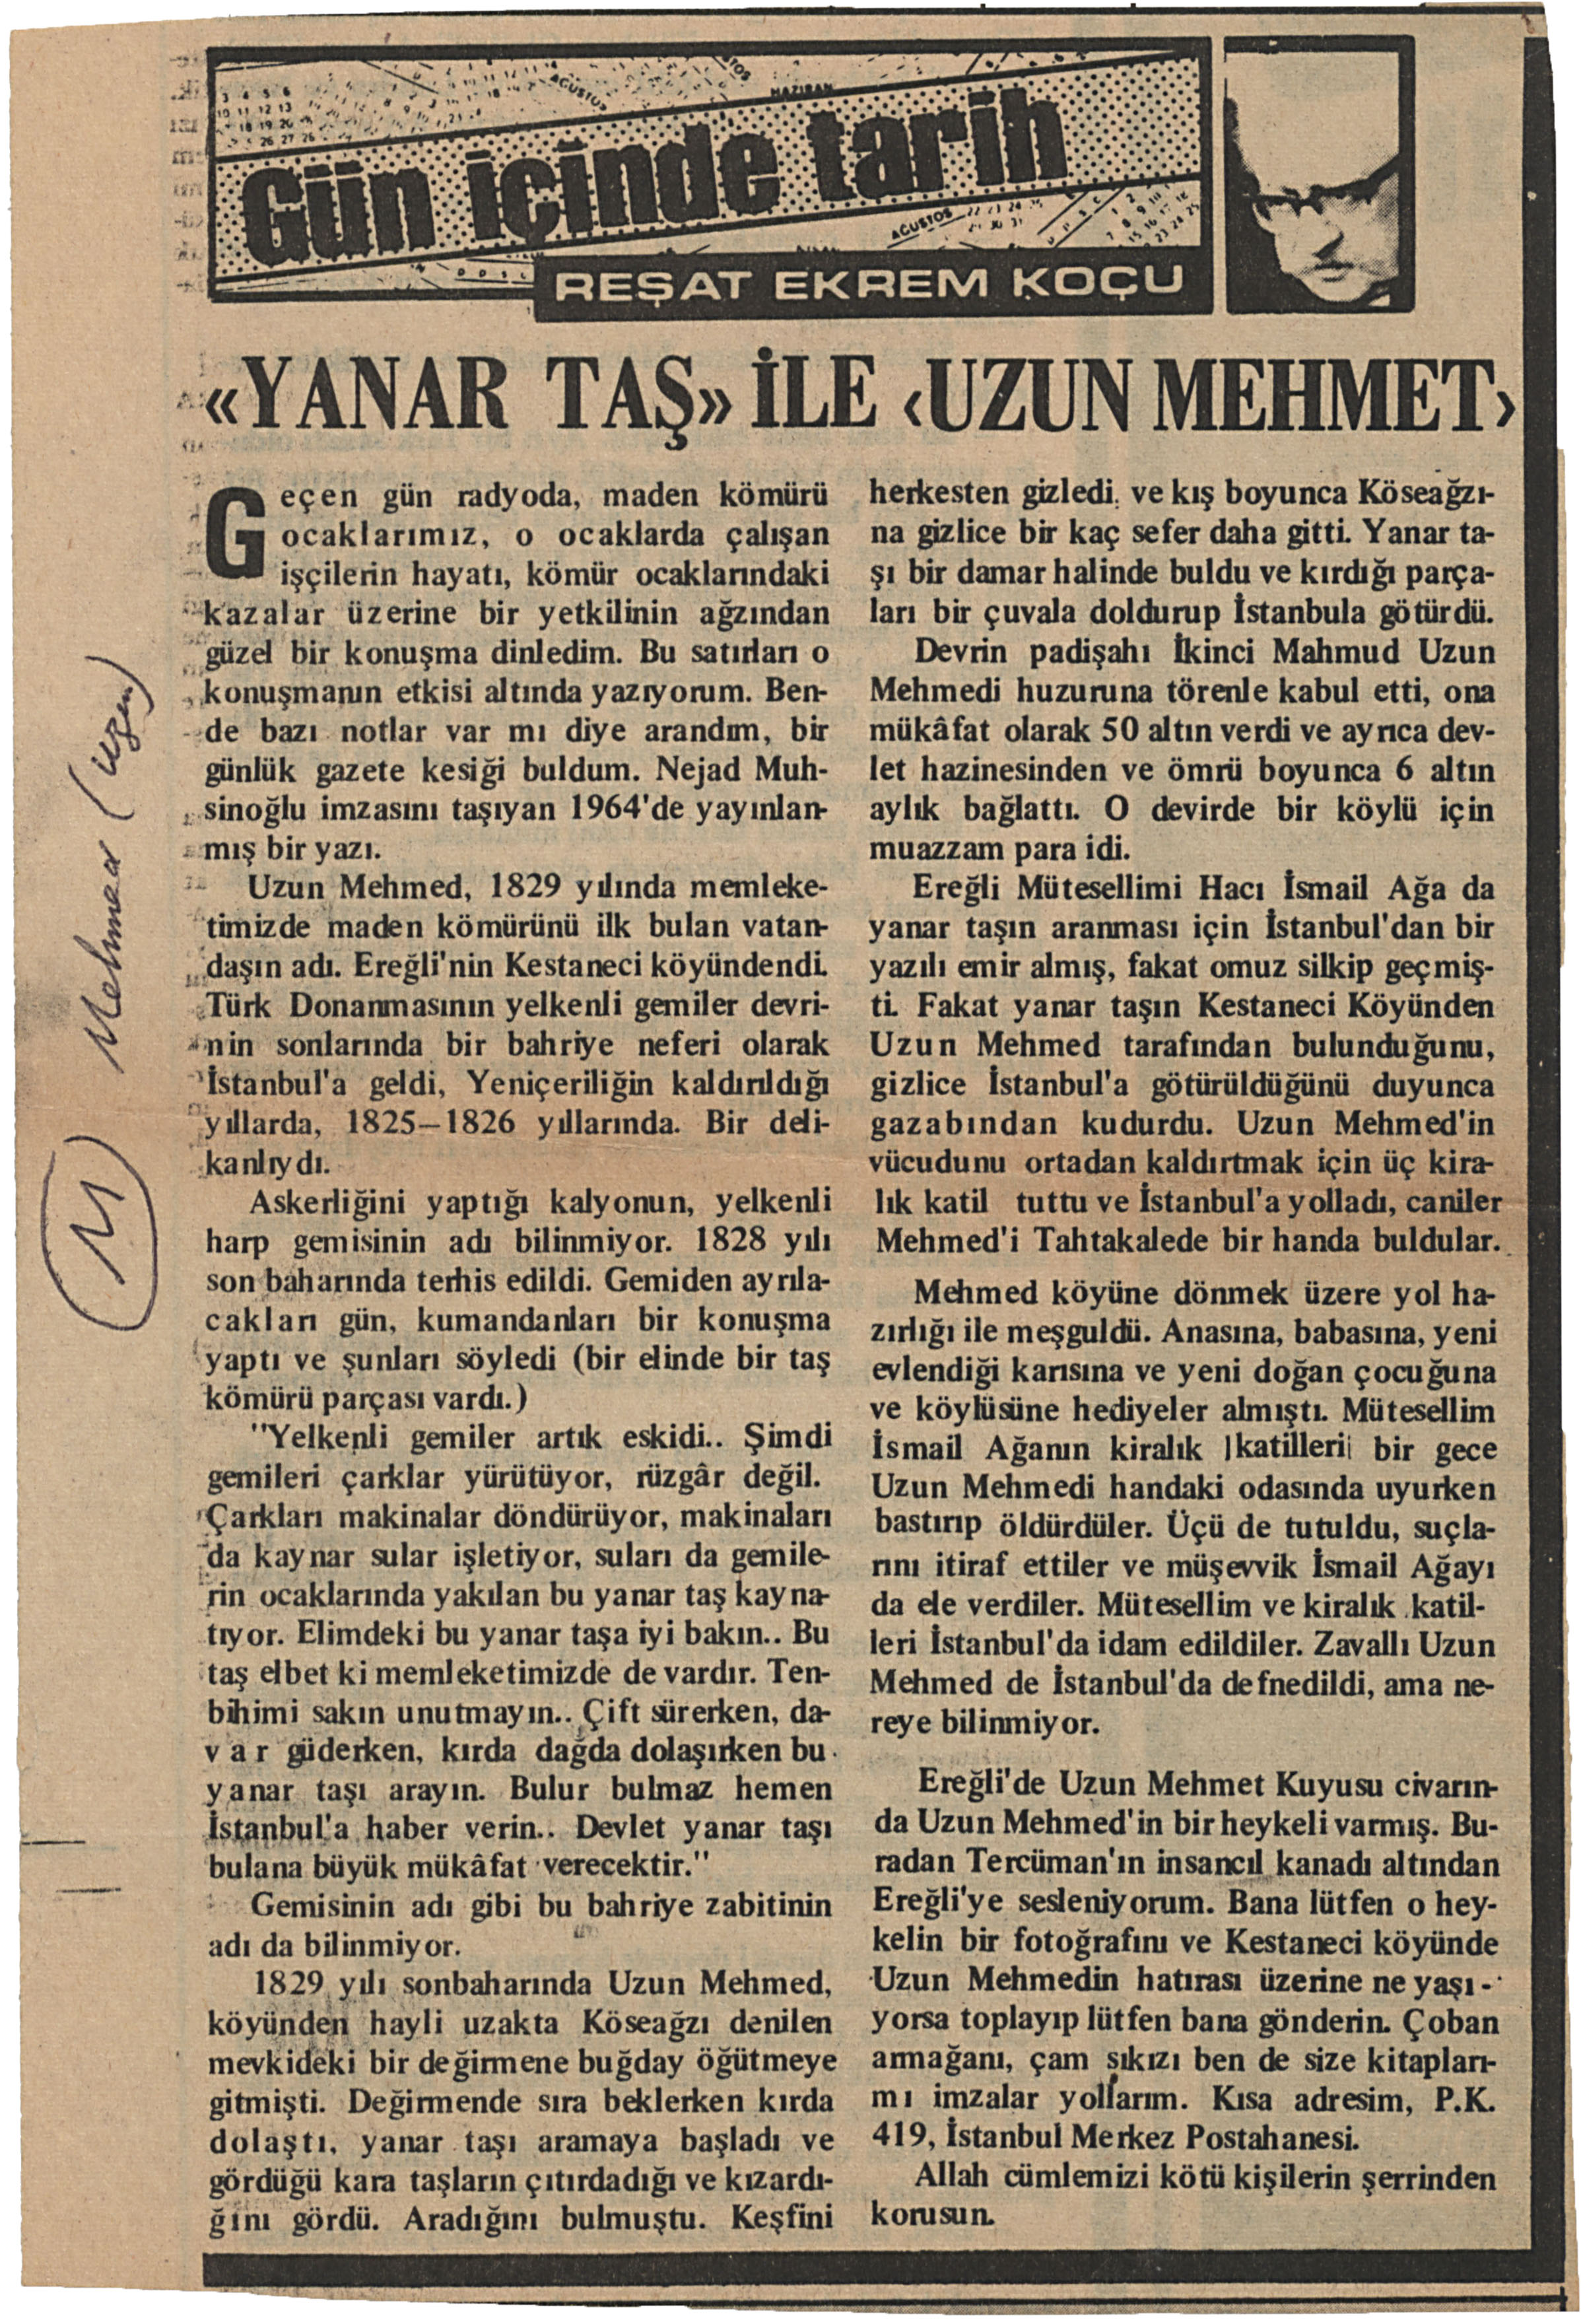 Gün içinde tarih
REŞAT EKREM KOÇU
«YANAR TAŞ» İLE ‹UZUN MEHMET›
Geçen gün radyoda, maden kömürü
ocaklarımız, o ocaklarda çalışan
işçilerin hayatı, kömür ocaklarındaki
kazalar üzerine bir yetkilinin ağzından
güzel bir konuşma dinledim. Bu satırları o
konuşmanın etkisi altında yazıyorum. Ben-
de bazı notlar var mı diye arandım, bir
günlük gazete kesiği buldum. Nejad Muh-
sinoğlu imzasını taşıyan 1964'de yayınlan-
mış bir yazı.
Uzun Mehmed, 1829 yılında memleke-
timizde maden kömürünü ilk bulan vatan-
daşın adı. Ereğli'nin Kestaneci köyündendi.
Türk Donanmasının yelkenli gemiler devri-
nin sonlarında bir bahriye neferi olarak
İstanbul'a geldi, Yeniçeriliğin kaldırıldığı
yıllarda, 1825–1826 yıllarında. Bir deli-
kanlıydı.
Askerliğini yaptığı kalyonun, yelkenli
harp gemisinin adı bilinmiyor. 1828 yılı
son baharında terhis edildi. Gemiden ayrıla-
cakları gün, kumandanları bir konuşma
yaptı ve şunları söyledi (bir elinde bir taş
kömürü parçası vardı.)
"Yelkenli gemiler artık eskidi.. Şimdi
gemileri çarklar yürütüyor, rüzgâr değil.
Çarkları makinalar döndürüyor, makinaları
da kaynar sular işletiyor, suları da gemile-
rin ocaklarında yakılan bu yanar taş kayna-
tıyor. Elimdeki bu yanar taşa iyi bakın.. Bu
taş elbet ki memleketimizde de vardır. Ten-
bihimi sakın unutmayın.. Çift sürerken, da-
var güderken, kırda dağda dolaşırken bu
yanar taşı arayın. Bulur bulmaz hemen
İstanbul'a haber verin.. Devlet yanar taşı
bulana büyük mükâfat verecektir."
Gemisinin adı gibi bu bahriye zabitinin
adı da bilinmiyor.
1829 yılı sonbaharında Uzun Mehmed,
köyünden hayli uzakta Köseağzı denilen
mevkideki bir değirmene buğday öğütmeye
gitmişti. Değirmende sıra beklerken kırda
dolaştı, yanar taşı aramaya başladı ve
gördüğü kara taşların çıtırdadığı ve kızardı-
ğını gördü. Aradığını bulmuştu. Keşfini
herkesten gizledi, ve kış boyunca Köseağzı-
na gizlice bir kaç sefer daha gitti. Yanar ta-
şı bir damar halinde buldu ve kırdığı parça-
ları bir çuvala doldurup İstanbula götürdü.
Devrin padişahı İkinci Mahmud Uzun
Mehmedi huzuruna törenle kabul etti, ona
mükâfat olarak 50 altın verdi ve ayrıca dev-
let hazinesinden ve ömrü boyunca 6 altın
aylık bağlattı. O devirde bir köylü için
muazzam para idi.
Ereğli Mütesellimi Hacı İsmail Ağa da
yanar taşın aranması için İstanbul'dan bir
yazılı emir almış, fakat omuz silkip geçmiş-
ti. Fakat yanar taşın Kestaneci Köyünden
Uzun Mehmed tarafından bulunduğunu,
gizlice İstanbul'a götürüldüğünü duyunca
gazabından kudurdu. Uzun Mehmed'in
vücudunu ortadan kaldırtmak için üç kira-
lık katil tuttu ve İstanbul'a yolladı, caniler
Mehmed'i Tahtakalede bir handa buldular.
Mehmed köyüne dönmek üzere yol ha-
zırlığı ile meşguldü. Anasına, babasına, yeni
evlendiği karısına ve yeni doğan çocuğuna
ve köylüsüne hediyeler almıştı. Mütesellim
İsmail Ağanın kiralık katilleri bir gece
Uzun Mehmedi handaki odasında uyurken
bastırıp öldürdüler. Üçü de tutuldu, suçla-
rını itiraf ettiler ve müşevvik İsmail Ağayı
da ele verdiler. Mütesellim ve kiralık katil-
leri İstanbul'da idam edildiler. Zavallı Uzun
Mehmed de İstanbul'da defnedildi, ama ne-
reye bilinmiyor.
Ereğli'de Uzun Mehmet Kuyusu civarın-
da Uzun Mehmed'in bir heykeli varmış. Bu-
radan Tercüman'ın insancıl kanadı altından
Ereğli'ye sesleniyorum. Bana lütfen o hey-
kelin bir fotoğrafını ve Kestaneci köyünde
Uzun Mehmedin hatırası üzerine ne yaşı-
yorsa toplayıp lütfen bana gönderin. Çoban
armağanı, çam sıkızı ben de size kitapları-
mı imzalar yollarım. Kısa adresim, P.K.
419, İstanbul Merkez Postahanesi.
Allah cümlemizi kötü kişilerin şerrinden
korusun.
Mehmed (Uzun)
M